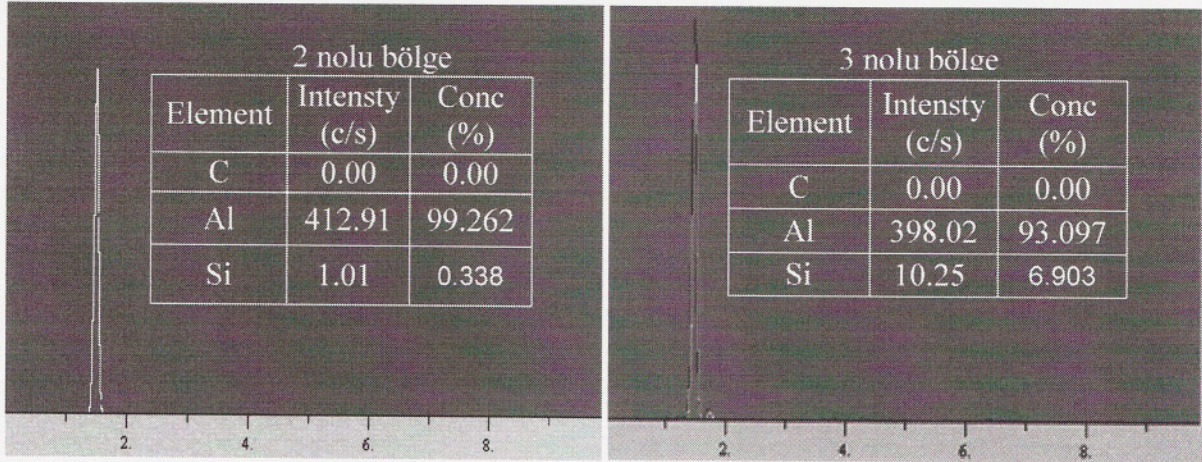 2 nolu bölge
Element Intensty (c/s) Conc (%)
C 0.00 0.00
Al 412.91 99.262
Si 1.01 0.338
2. 4. 6. 8.
3 nolu bölge
Element Intensty (c/s) Conc (%)
C 0.00 0.00
Al 398.02 93.097
Si 10.25 6.903
2. 4. 6. 8.